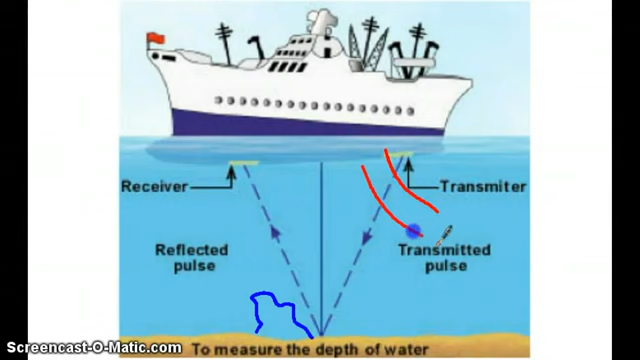 Receiver
Transmiter
Reflected
pulse
Transmitted
pulse
To measure the depth of water
Screencast-O-Matic.com